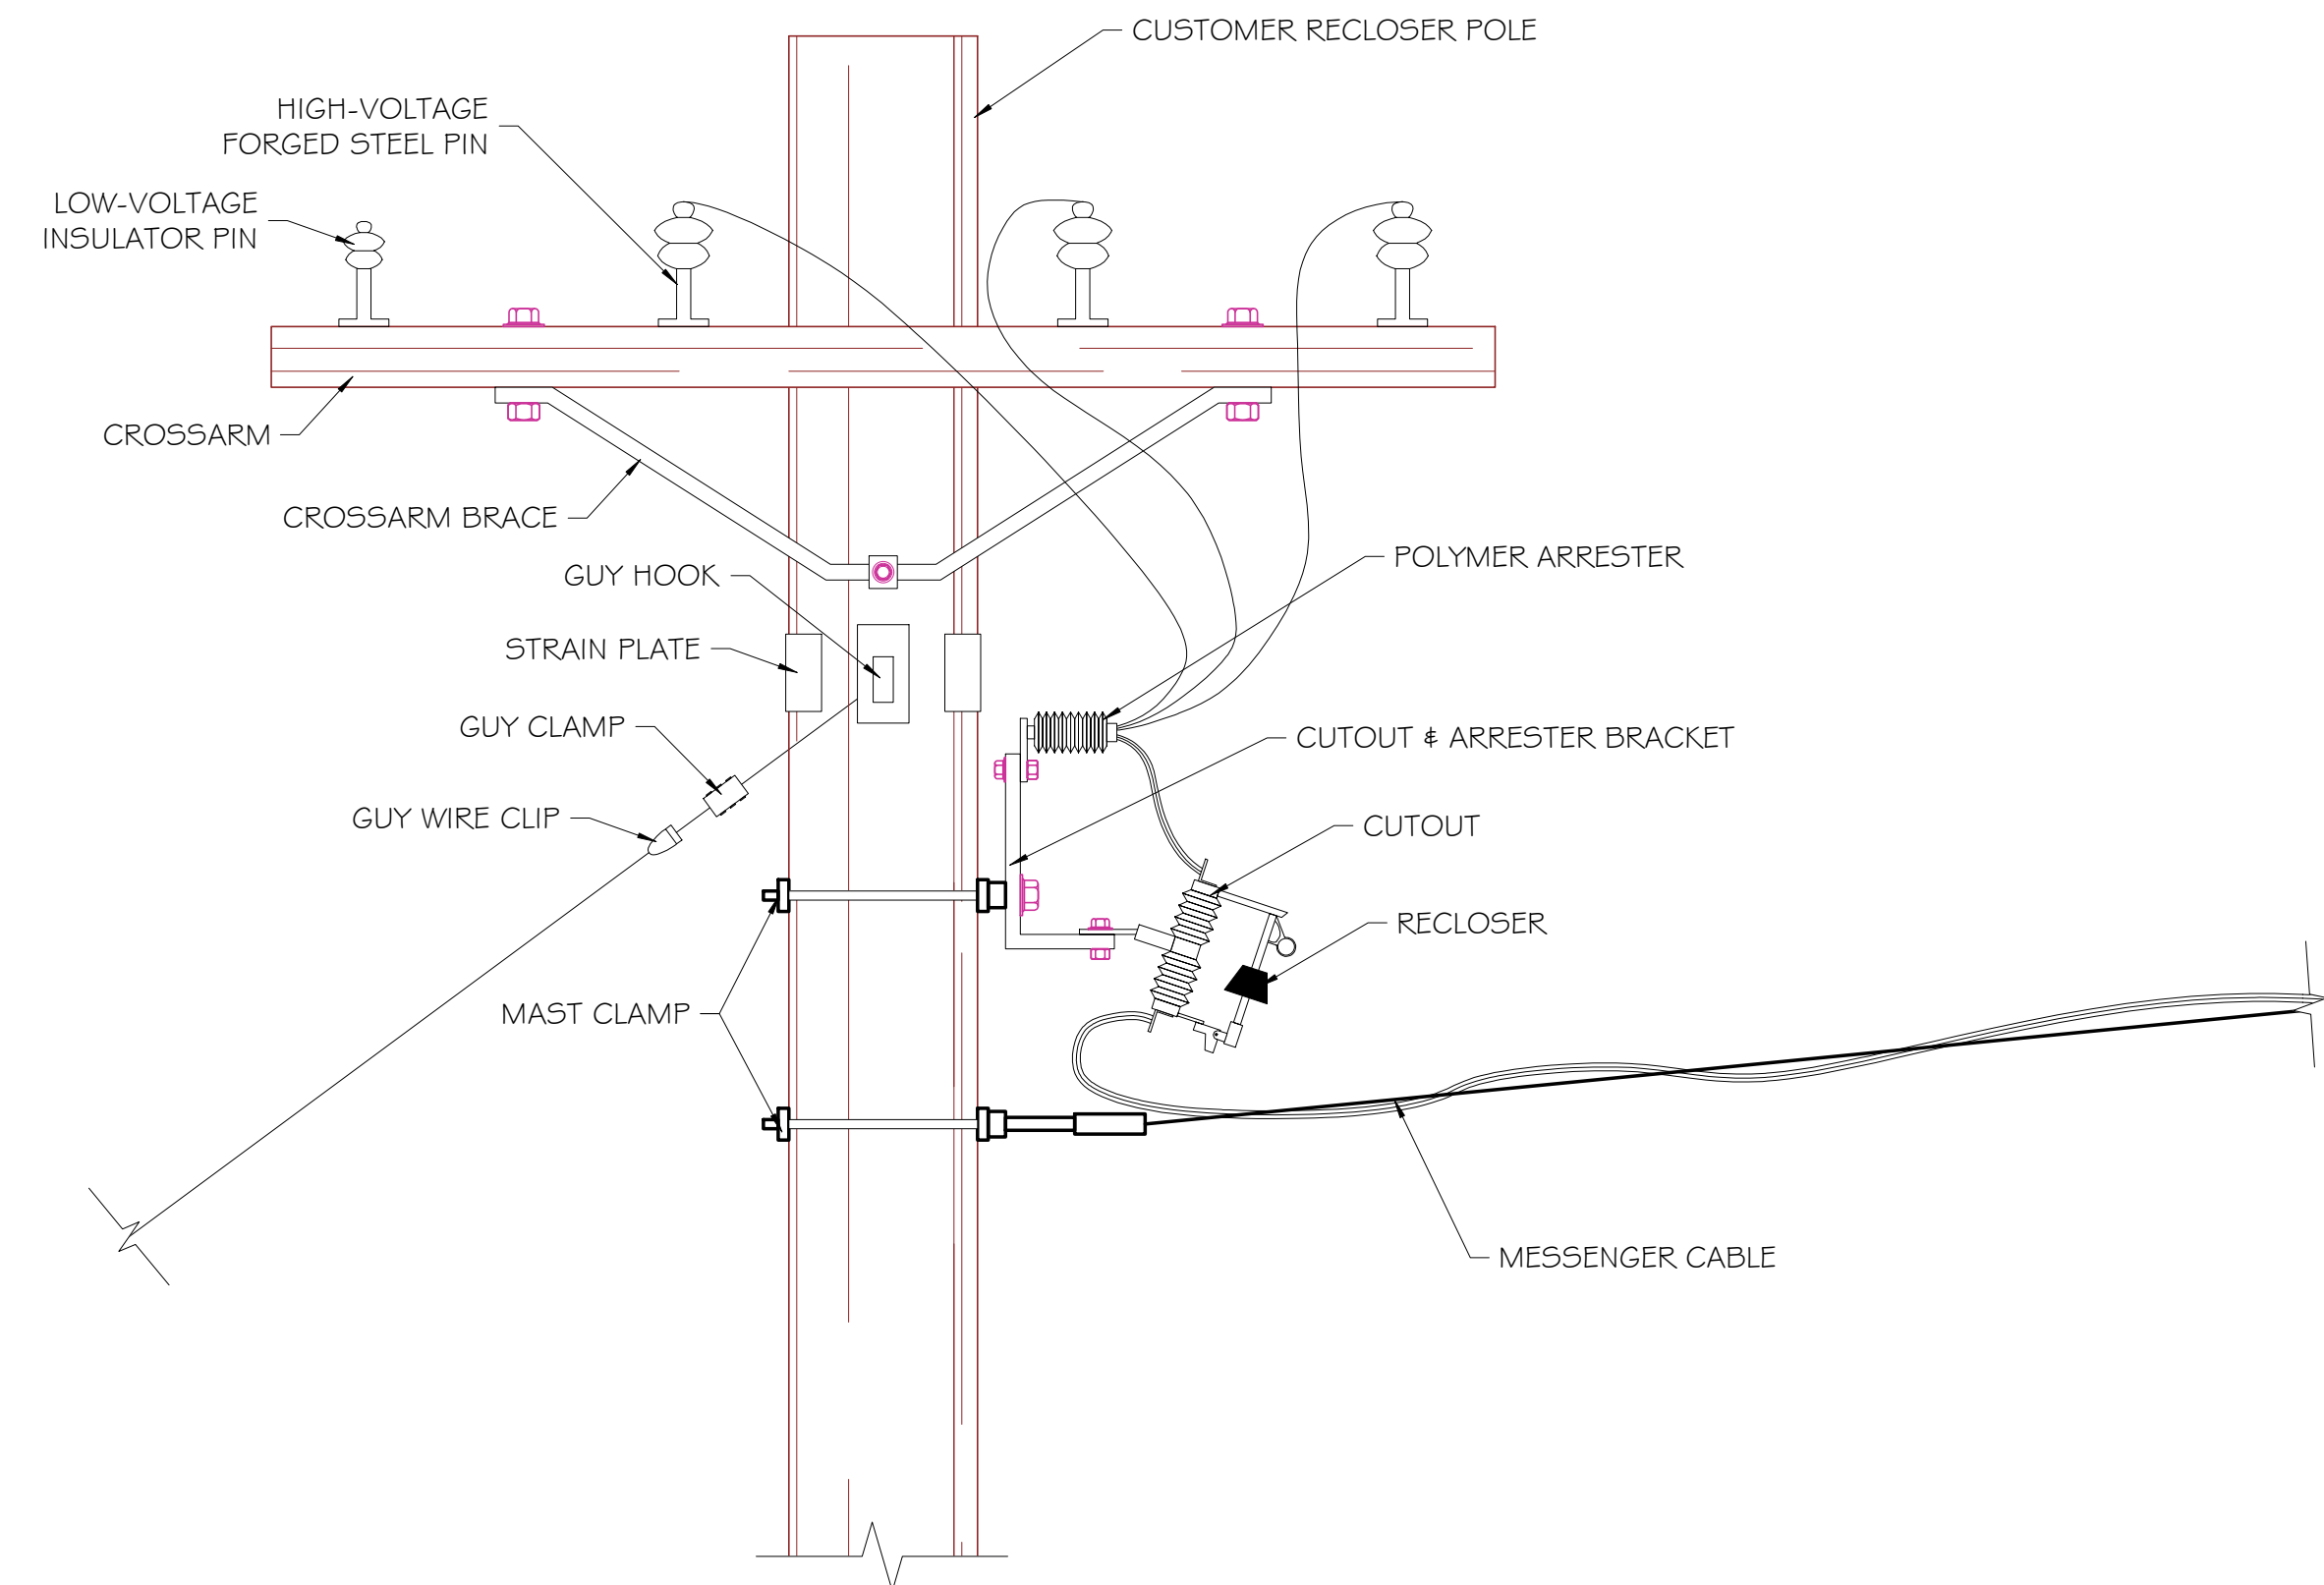 CUSTOMER RECLOSER POLE
HIGH-VOLTAGE
FORGED STEEL PIN
LOW-VOLTAGE
INSULATOR PIN
CROSSARM
CROSSARM BRACE
GUY HOOK
POLYMER ARRESTER
STRAIN PLATE
GUY CLAMP
CUTOUT & ARRESTER BRACKET
GUY WIRE CLIP
CUTOUT
RECLOSER
MAST CLAMP
MESSENGER CABLE